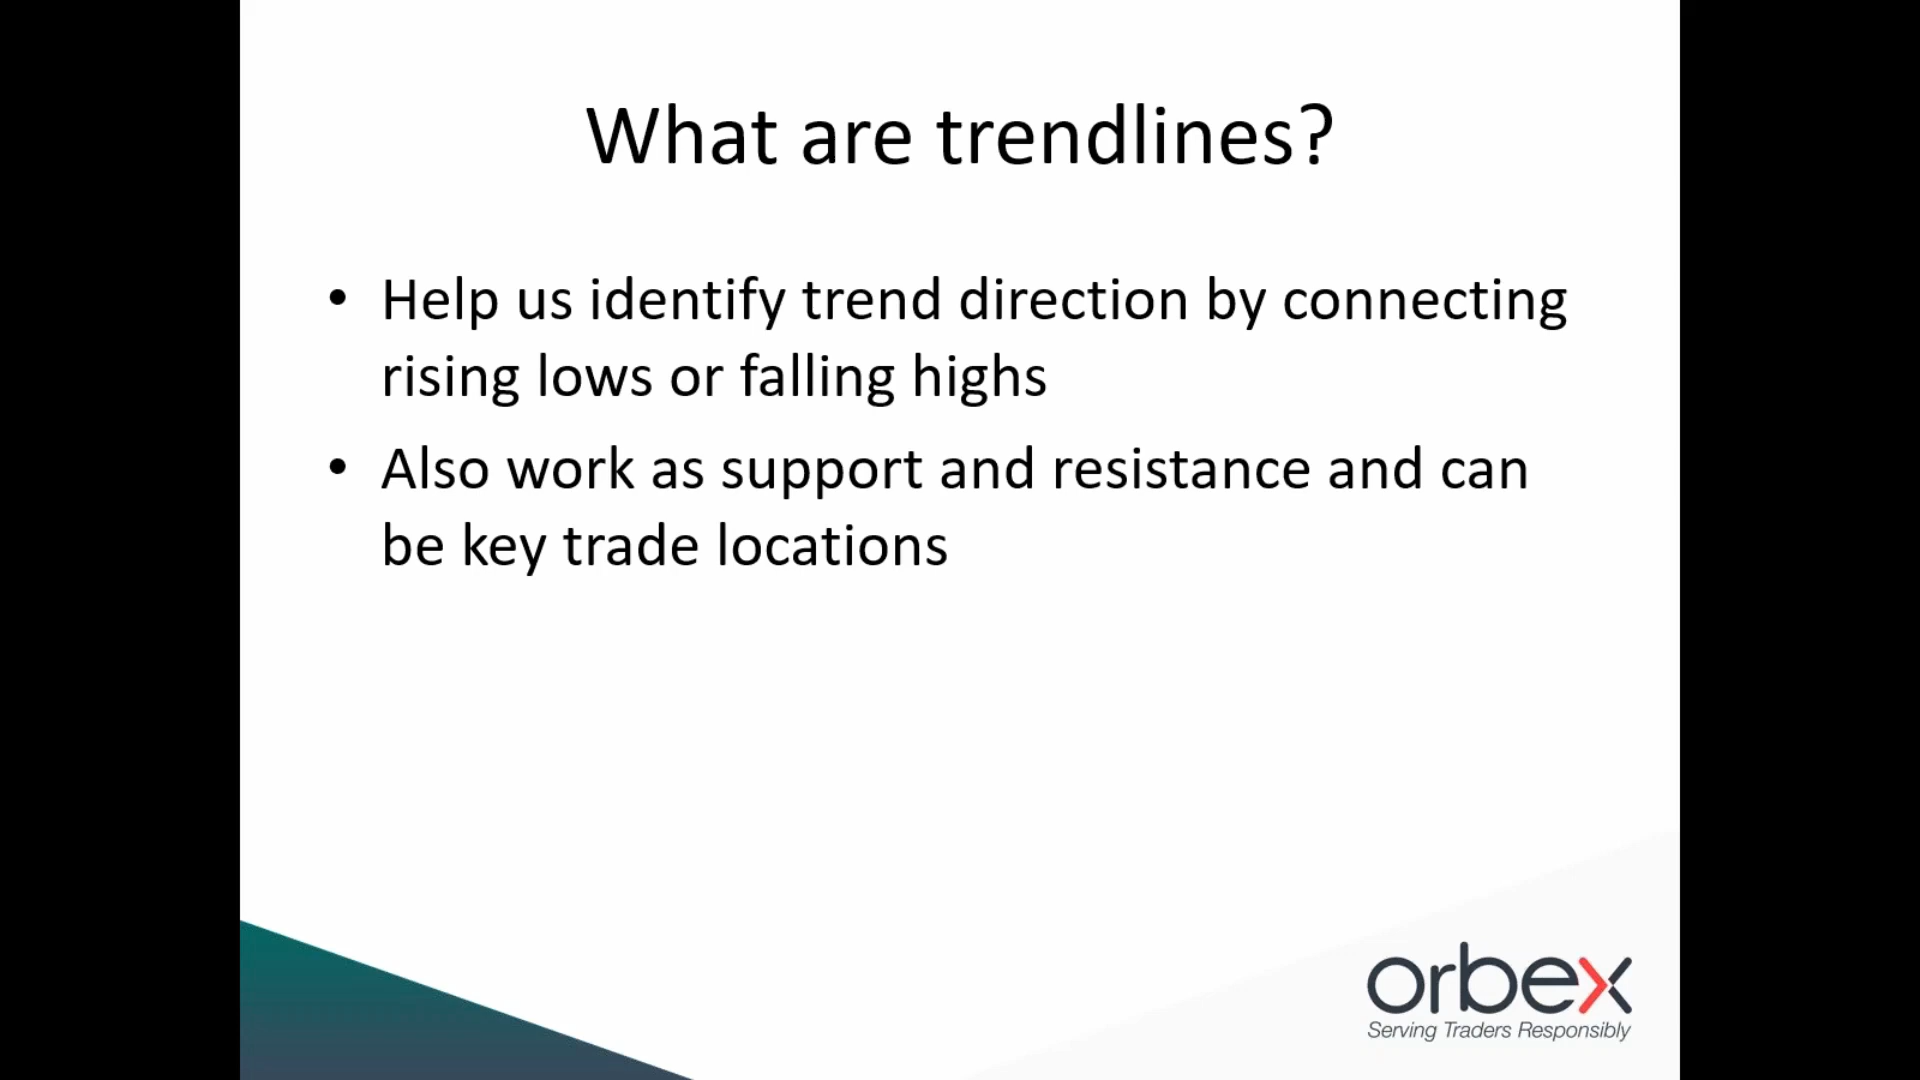 What are trendlines?
• Help us identify trend direction by connecting
rising lows or falling highs
• Also work as support and resistance and can
be key trade locations
orbex
Serving Traders Responsibly